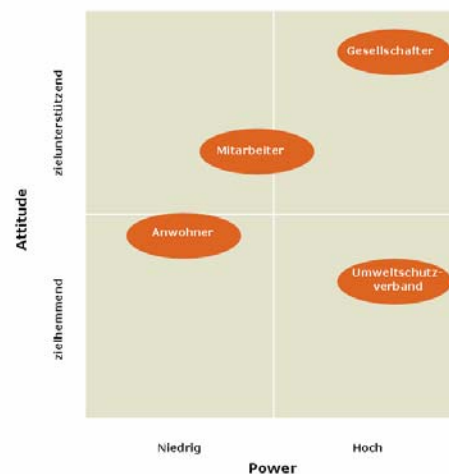 Gesellschafter
Mitarbeiter
Anwohner
Umweltschutz-
verband
Attitude
zielunterstützend
zielhemmend
Niedrig
Hoch
Power